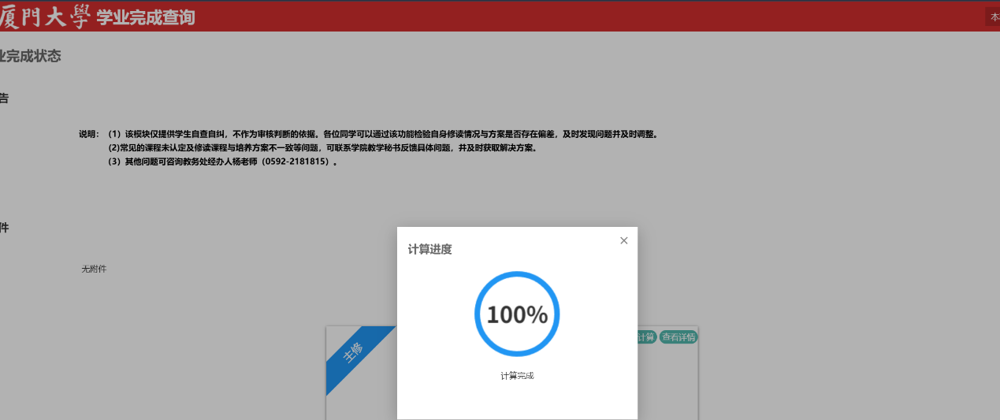 廈門大學 学业完成查询
本
业完成状态
告
说明：（1）该模块仅提供学生自查自纠，不作为审核判断的依据。各位同学可以通过该功能检验自身修读情况与方案是否存在偏差，及时发现问题并及时调整。
(2)常见的课程未认定及修读课程与培养方案不一致等问题，可联系学院教学秘书反馈具体问题，并及时获取解决方案。
（3）其他问题可咨询教务处经办人杨老师（0592-2181815）。
件
无附件
计算进度
100%
计算完成
主修
计算 查看详情